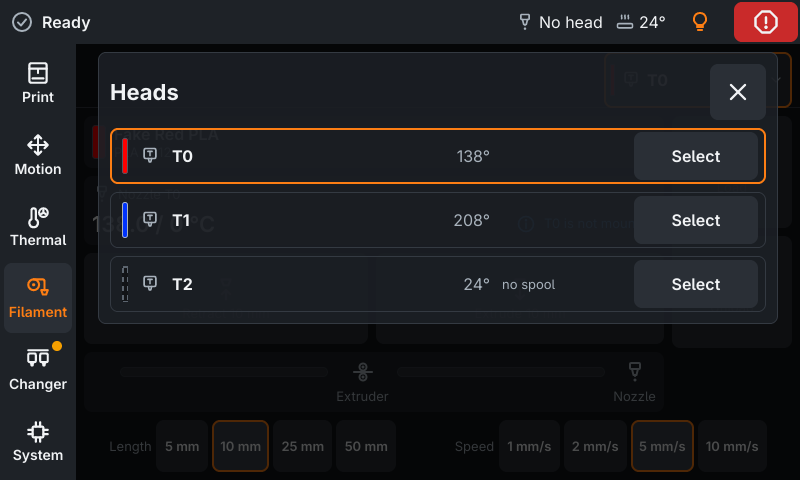 Ready
No head
24°
Print
Motion
Thermal
Filament
Changer
System
Heads
T0 138° Select
T1 208° Select
T2 24° no spool Select
Extruder
Nozzle
Length 5 mm 10 mm 25 mm 50 mm
Speed 1 mm/s 2 mm/s 5 mm/s 10 mm/s
T0
Red PLA